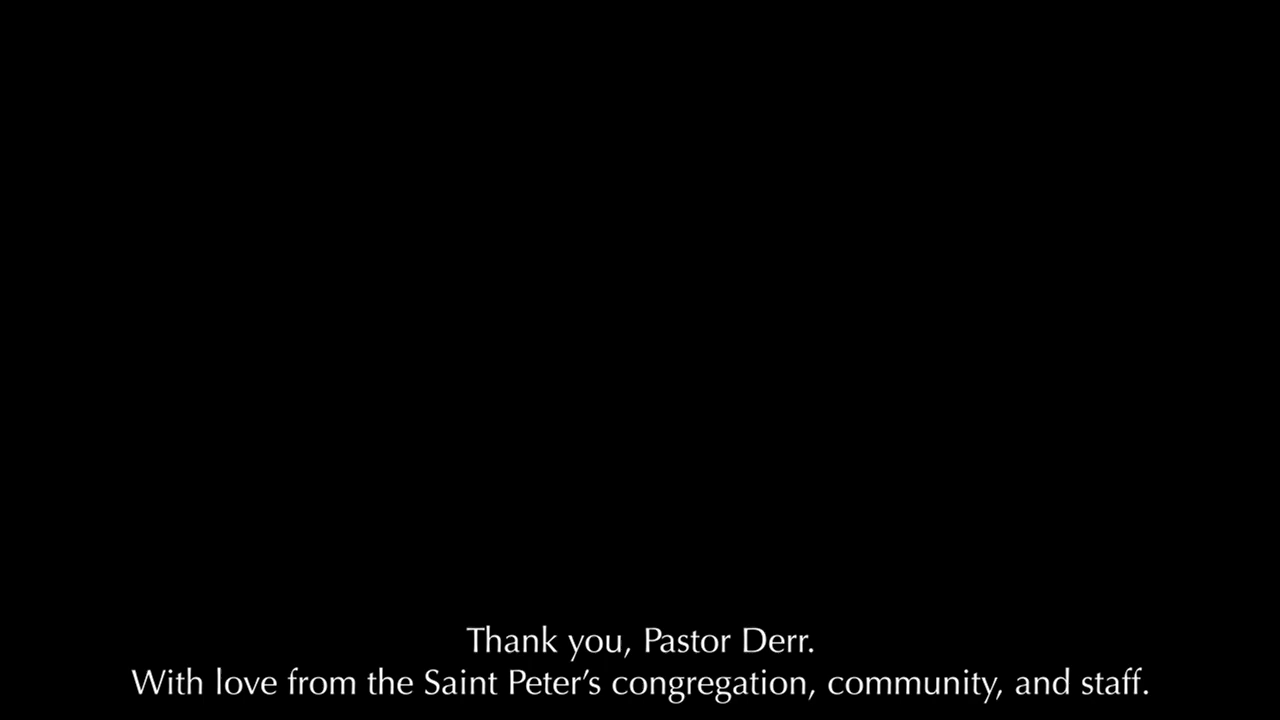 Thank you, Pastor Derr.
With love from the Saint Peter’s congregation, community, and staff.